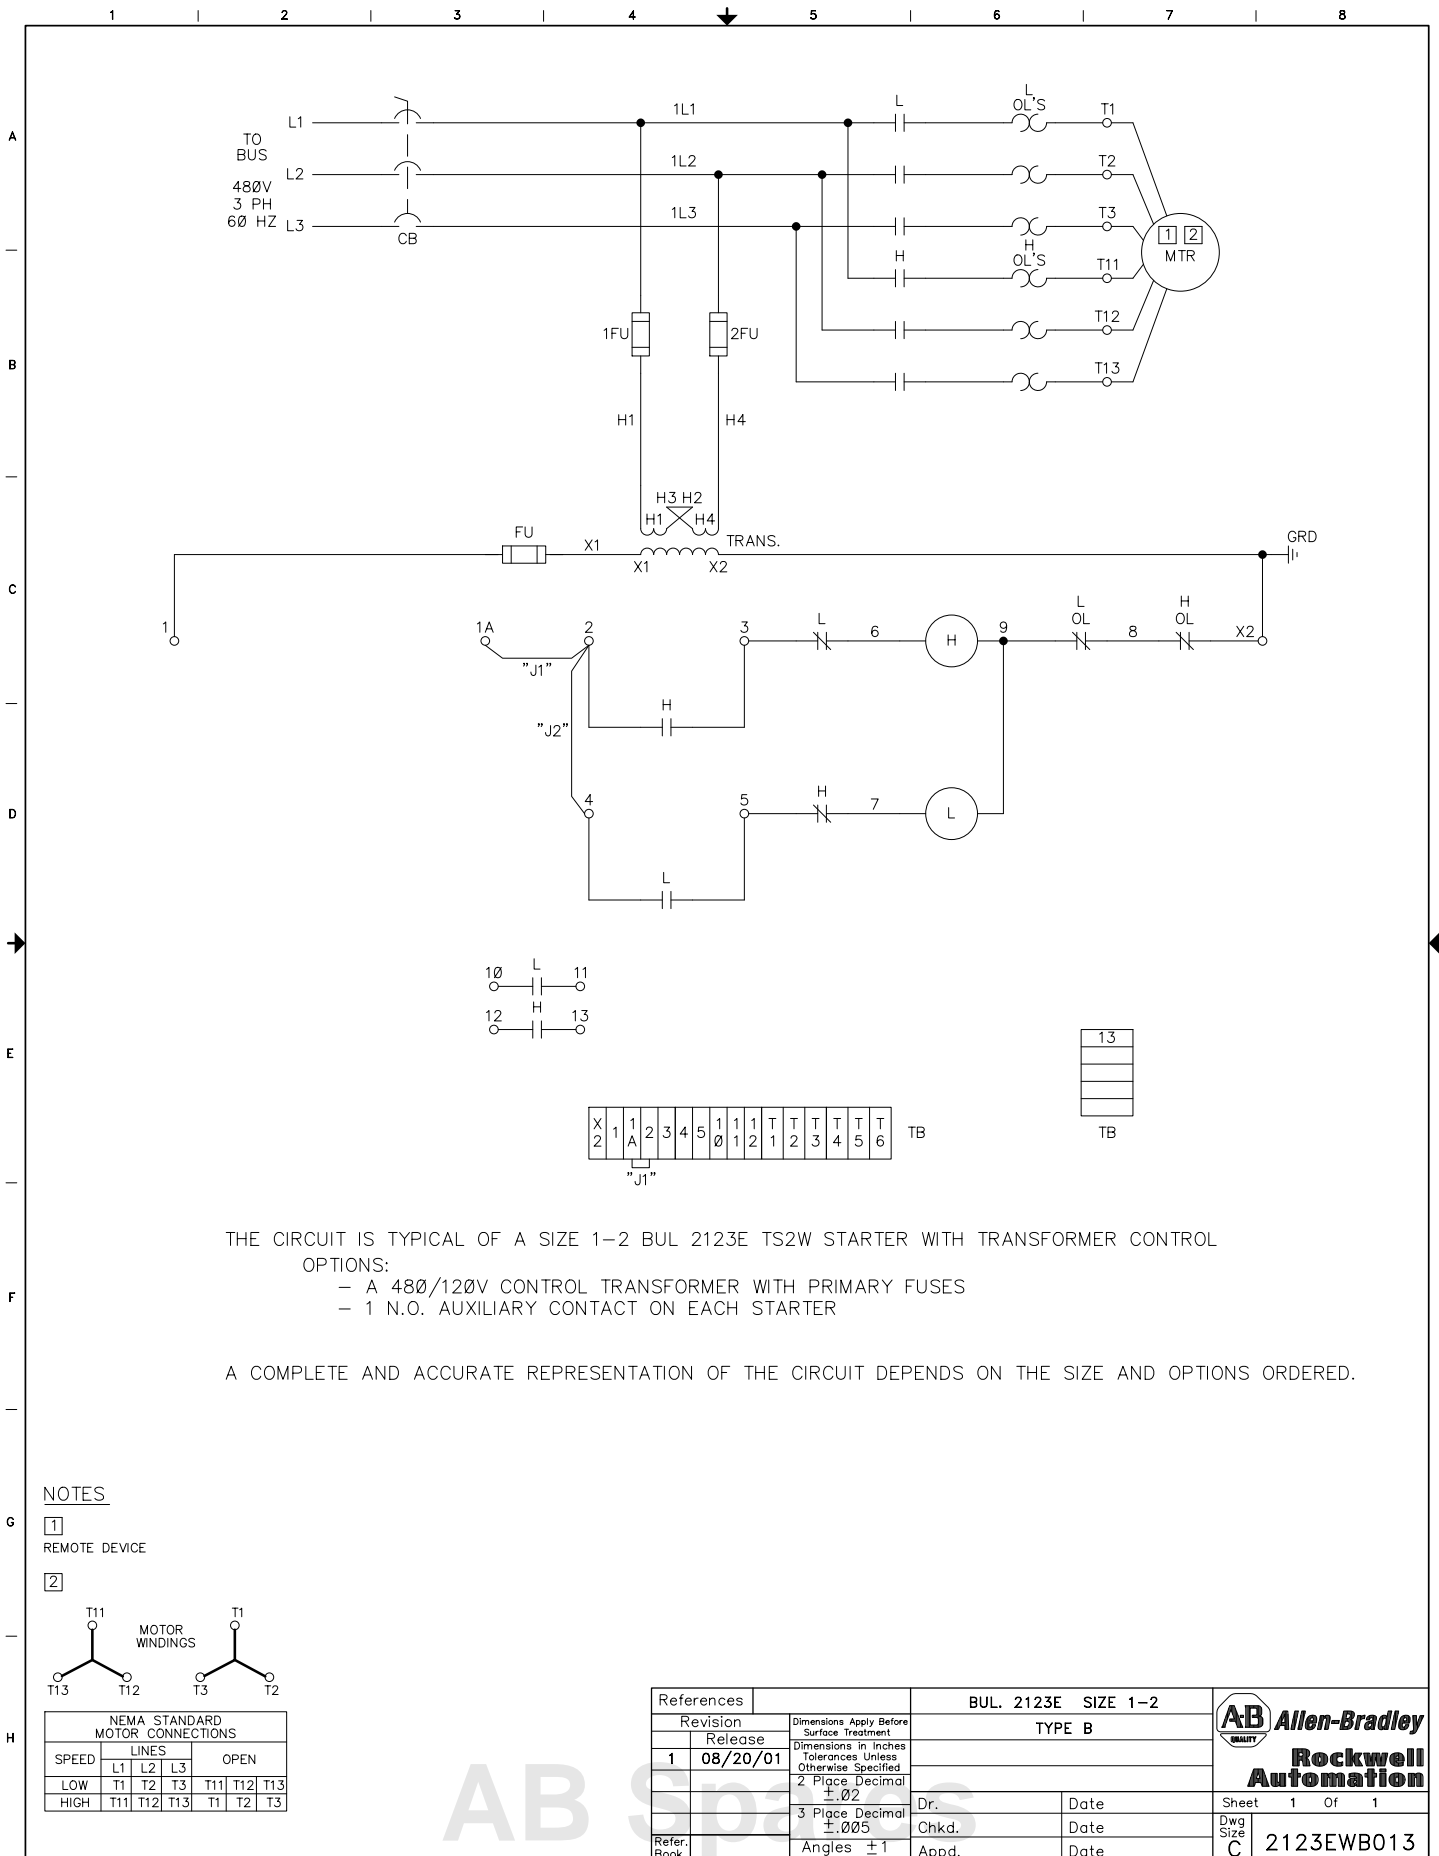 1 2 3 4 5 6 7 8
A
B
C
D
E
F
G
H
TO
BUS
480V
3 PH
60 HZ
L1
L2
L3
CB
1L1
1L2
1L3
L
H
L
OL'S
H
OL'S
T1
T2
T3
T11
T12
T13
1 2
MTR
1FU
2FU
H1
H4
H3 H2
H1 H4
TRANS.
FU
X1
X1 X2
GRD
1
1A
2
3
L
6
H
9
L
OL
8
H
OL
X2
"J1"
H
"J2"
4
5
H
7
L
L
10 L 11
12 H 13
13
TB
X2 1 1A 2 3 4 5 10 11 12 T1 T2 T3 T4 T5 T6 TB
"J1"
THE CIRCUIT IS TYPICAL OF A SIZE 1-2 BUL 2123E TS2W STARTER WITH TRANSFORMER CONTROL
OPTIONS:
- A 480/120V CONTROL TRANSFORMER WITH PRIMARY FUSES
- 1 N.O. AUXILIARY CONTACT ON EACH STARTER
A COMPLETE AND ACCURATE REPRESENTATION OF THE CIRCUIT DEPENDS ON THE SIZE AND OPTIONS ORDERED.
NOTES
1
REMOTE DEVICE
2
T11
T13 T12
MOTOR
WINDINGS
T1
T3 T2
NEMA STANDARD
MOTOR CONNECTIONS
SPEED LINES OPEN
L1 L2 L3
LOW T1 T2 T3 T11 T12 T13
HIGH T11 T12 T13 T1 T2 T3
References
Revision
Release
1 08/20/01
Refer.
Book
Dimensions Apply Before
Surface Treatment
Dimensions in Inches
Tolerances Unless
Otherwise Specified
2 Place Decimal
±.02
3 Place Decimal
±.005
Angles ±1
BUL. 2123E SIZE 1-2
TYPE B
Dr. Date
Chkd. Date
Appd. Date
A-B
QUALITY
Allen-Bradley
Rockwell
Automation
Sheet 1 Of 1
Dwg
Size
C
2123EWB013
AB Spares